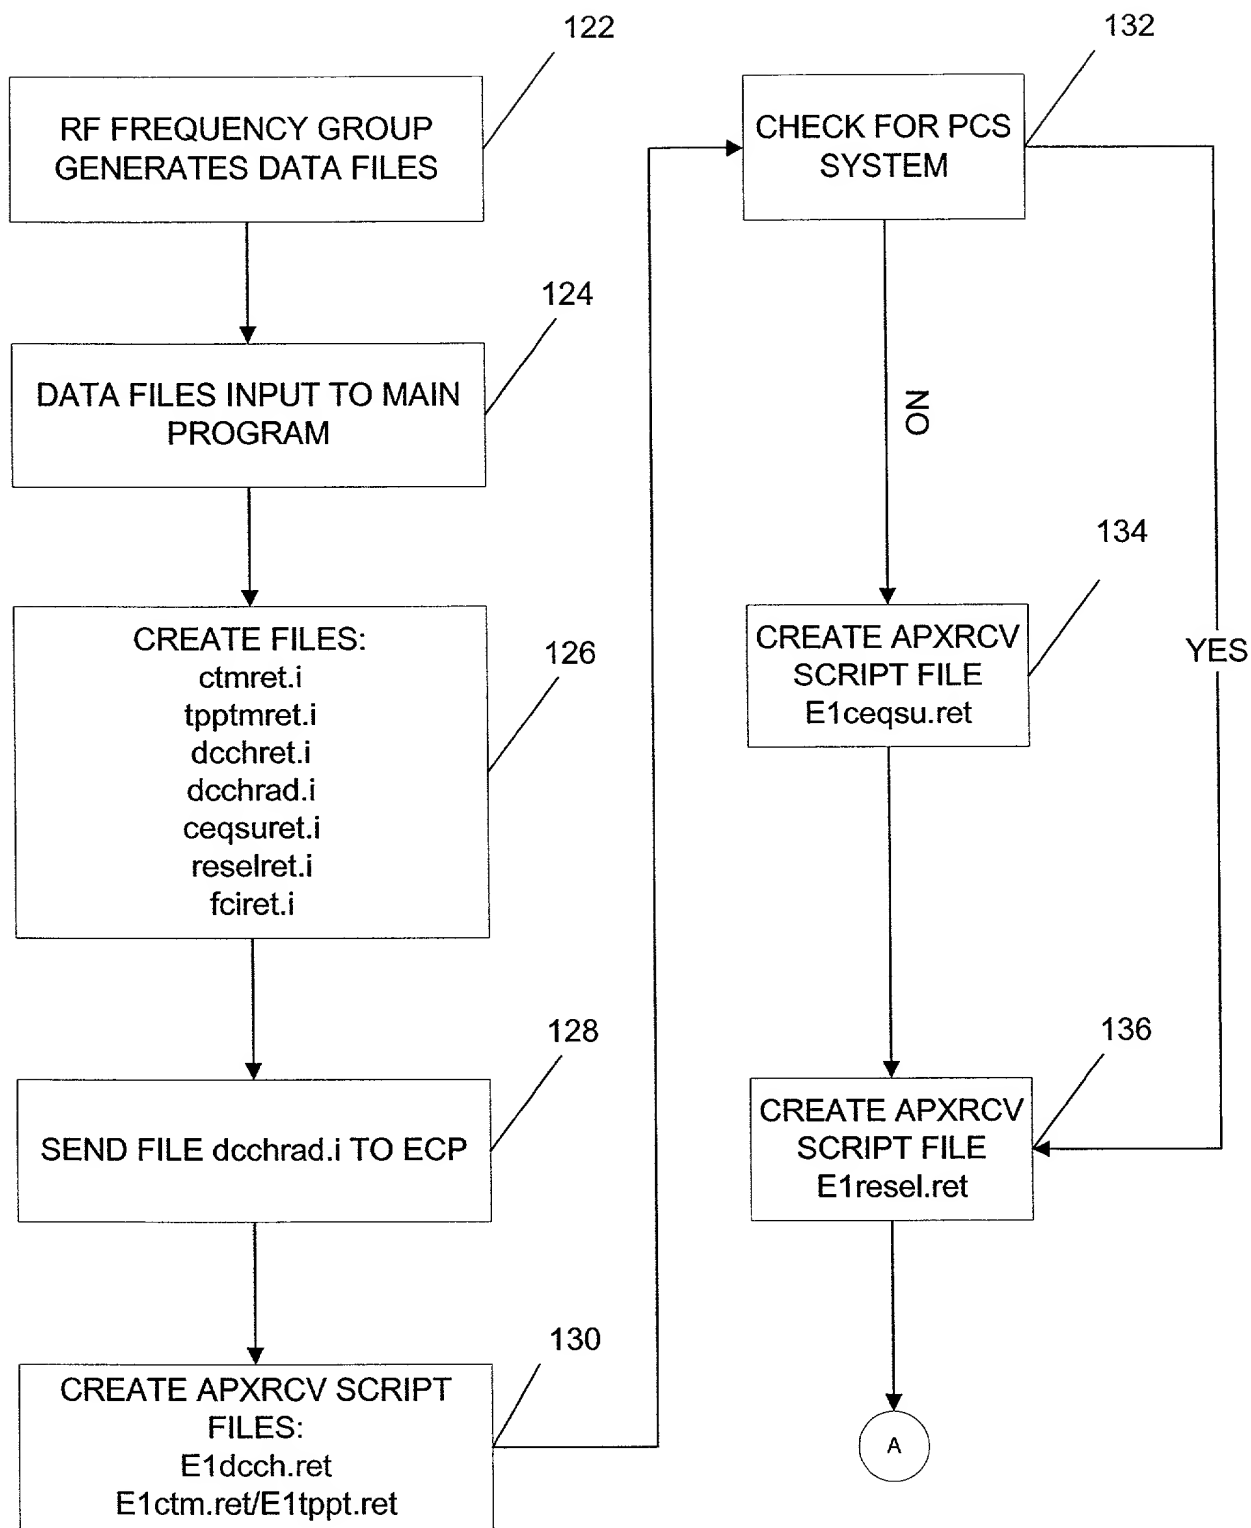 122
RF FREQUENCY GROUP
GENERATES DATA FILES
124
DATA FILES INPUT TO MAIN
PROGRAM
126
CREATE FILES:
ctmret.i
tpptmret.i
dcchret.i
dcchrad.i
ceqsuret.i
reselret.i
fciret.i
128
SEND FILE dcchrad.i TO ECP
130
CREATE APXRCV SCRIPT
FILES:
E1dcch.ret
E1ctm.ret/E1tppt.ret
132
CHECK FOR PCS
SYSTEM
NO
YES
134
CREATE APXRCV
SCRIPT FILE
E1ceqsu.ret
136
CREATE APXRCV
SCRIPT FILE
E1resel.ret
A